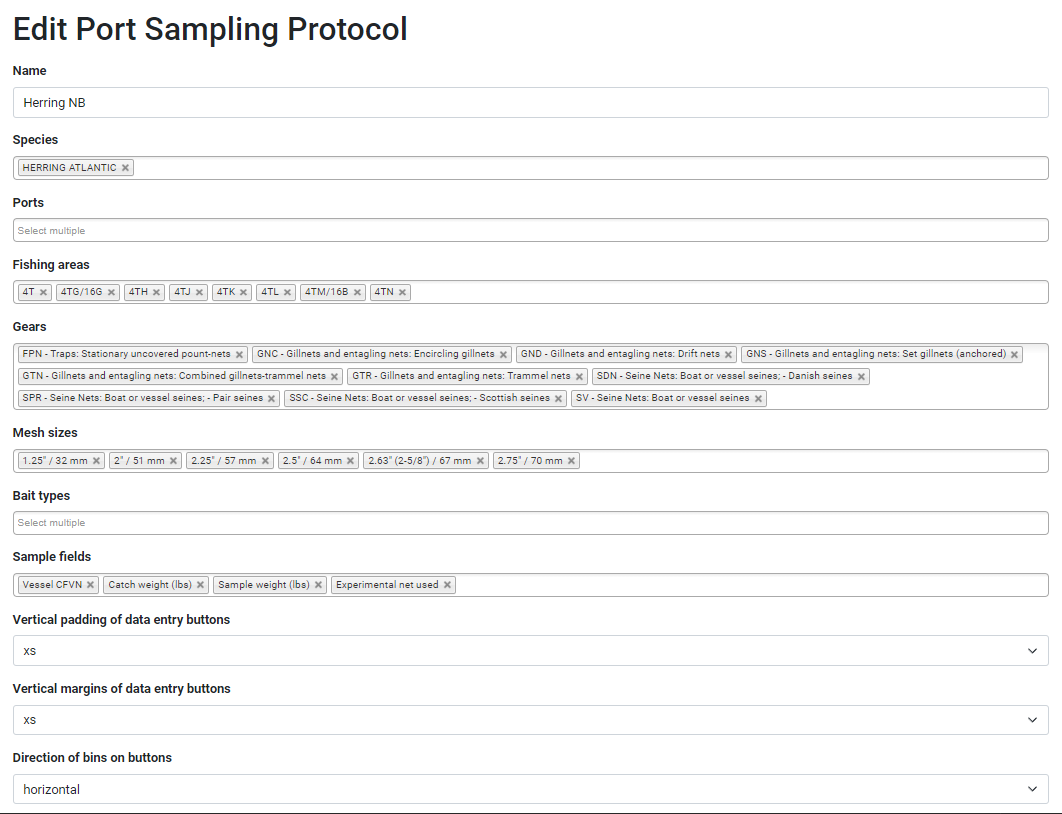 Edit Port Sampling Protocol
Name
Herring NB
Species
HERRING ATLANTIC ×
Ports
Select multiple
Fishing areas
4T × 4TG/16G × 4TH × 4TJ × 4TK × 4TL × 4TM/16B × 4TN ×
Gears
FPN - Traps: Stationary uncovered pount-nets × GNC - Gillnets and entagling nets: Encircling gillnets × GND - Gillnets and entagling nets: Drift nets × GNS - Gillnets and entagling nets: Set gillnets (anchored) ×
GTN - Gillnets and entagling nets: Combined gillnets-trammel nets × GTR - Gillnets and entagling nets: Trammel nets × SDN - Seine Nets: Boat or vessel seines; - Danish seines ×
SPR - Seine Nets: Boat or vessel seines; - Pair seines × SSC - Seine Nets: Boat or vessel seines; - Scottish seines × SV - Seine Nets: Boat or vessel seines ×
Mesh sizes
1.25" / 32 mm × 2" / 51 mm × 2.25" / 57 mm × 2.5" / 64 mm × 2.63" (2-5/8") / 67 mm × 2.75" / 70 mm ×
Bait types
Select multiple
Sample fields
Vessel CFVN × Catch weight (lbs) × Sample weight (lbs) × Experimental net used ×
Vertical padding of data entry buttons
xs
Vertical margins of data entry buttons
xs
Direction of bins on buttons
horizontal